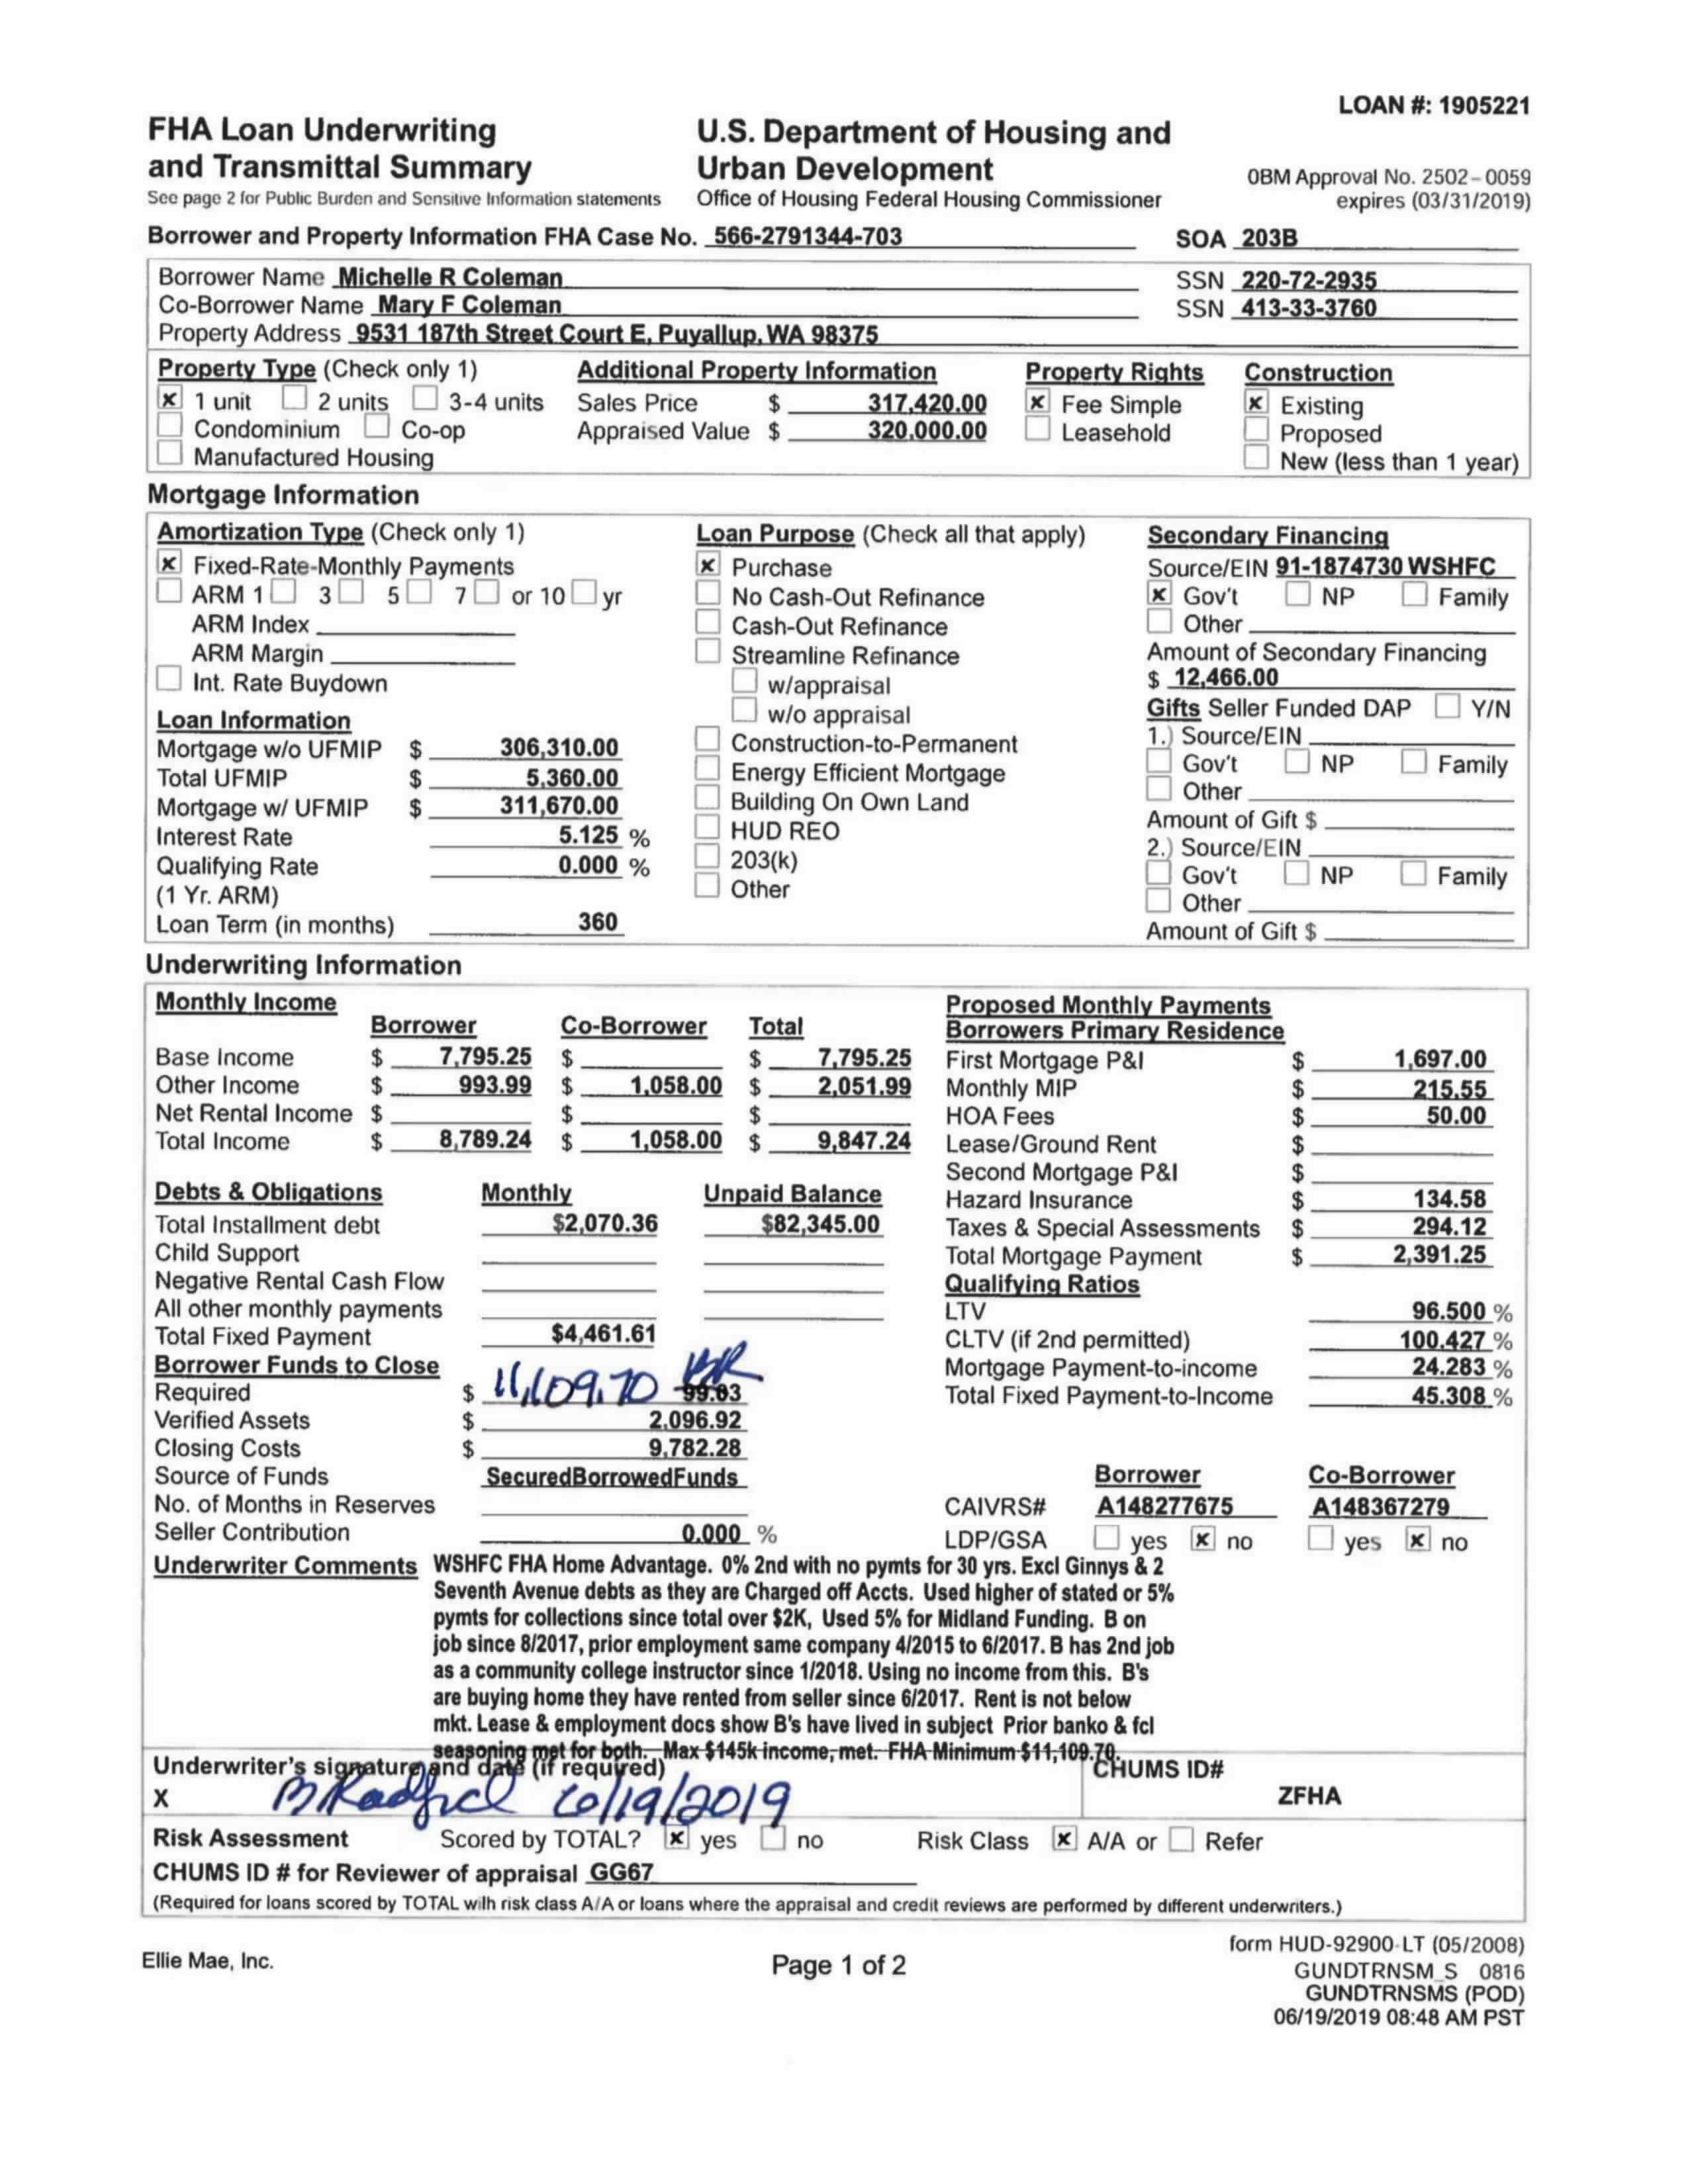 LOAN #: 1905221
FHA Loan Underwriting
and Transmittal Summary
See page 2 for Public Burden and Sensitive Information statements
U.S. Department of Housing and
Urban Development
Office of Housing Federal Housing Commissioner
0BM Approval No. 2502-0059
expires (03/31/2019)
Borrower and Property Information FHA Case No. 566-2791344-703 SOA 203B
Borrower Name Michelle R Coleman SSN 220-72-2935
Co-Borrower Name Mary F Coleman SSN 413-33-3760
Property Address 9531 187th Street Court E, Puyallup, WA 98375
Property Type (Check only 1)
x 1 unit 2 units 3-4 units
Condominium Co-op
Manufactured Housing
Additional Property Information
Sales Price $ 317,420.00
Appraised Value $ 320,000.00
Property Rights
x Fee Simple
Leasehold
Construction
x Existing
Proposed
New (less than 1 year)
Mortgage Information
Amortization Type (Check only 1)
x Fixed-Rate-Monthly Payments
ARM 1 3 5 7 or 10 yr
ARM Index
ARM Margin
Int. Rate Buydown
Loan Information
Mortgage w/o UFMIP $ 306,310.00
Total UFMIP $ 5,360.00
Mortgage w/ UFMIP $ 311,670.00
Interest Rate 5.125 %
Qualifying Rate 0.000 %
(1 Yr. ARM)
Loan Term (in months) 360
Loan Purpose (Check all that apply)
x Purchase
No Cash-Out Refinance
Cash-Out Refinance
Streamline Refinance
w/appraisal
w/o appraisal
Construction-to-Permanent
Energy Efficient Mortgage
Building On Own Land
HUD REO
203(k)
Other
Secondary Financing
Source/EIN 91-1874730 WSHFC
x Gov't NP Family
Other
Amount of Secondary Financing
$ 12,466.00
Gifts Seller Funded DAP Y/N
1.) Source/EIN
Gov't NP Family
Other
Amount of Gift $
2.) Source/EIN
Gov't NP Family
Other
Amount of Gift $
Underwriting Information
Monthly Income
Borrower Co-Borrower Total
Base Income $ 7,795.25 $ $ 7,795.25
Other Income $ 993.99 $ 1,058.00 $ 2,051.99
Net Rental Income $ $ $
Total Income $ 8,789.24 $ 1,058.00 $ 9,847.24
Debts & Obligations Monthly Unpaid Balance
Total Installment debt $2,070.36 $82,345.00
Child Support
Negative Rental Cash Flow
All other monthly payments
Total Fixed Payment $4,461.61
Borrower Funds to Close
Required $ 11,109.70 99.03 BR
Verified Assets $ 2,096.92
Closing Costs $ 9,782.28
Source of Funds SecuredBorrowedFunds
No. of Months in Reserves
Seller Contribution 0.000 %
Proposed Monthly Payments
Borrowers Primary Residence
First Mortgage P&I $ 1,697.00
Monthly MIP $ 215.55
HOA Fees $ 50.00
Lease/Ground Rent $
Second Mortgage P&I $
Hazard Insurance $ 134.58
Taxes & Special Assessments $ 294.12
Total Mortgage Payment $ 2,391.25
Qualifying Ratios
LTV 96.500 %
CLTV (if 2nd permitted) 100.427 %
Mortgage Payment-to-income 24.283 %
Total Fixed Payment-to-Income 45.308 %
Borrower Co-Borrower
CAIVRS# A148277675 A148367279
LDP/GSA yes x no yes x no
Underwriter Comments WSHFC FHA Home Advantage. 0% 2nd with no pymts for 30 yrs. Excl Ginnys & 2
Seventh Avenue debts as they are Charged off Accts. Used higher of stated or 5%
pymts for collections since total over $2K, Used 5% for Midland Funding. B on
job since 8/2017, prior employment same company 4/2015 to 6/2017. B has 2nd job
as a community college instructor since 1/2018. Using no income from this. B's
are buying home they have rented from seller since 6/2017. Rent is not below
mkt. Lease & employment docs show B's have lived in subject Prior banko & fcl
seasoning met for both. Max $145k income, met. FHA Minimum $11,109.70.
Underwriter's signature and date (if required)
X B Radford 6/19/2019
CHUMS ID#
ZFHA
Risk Assessment Scored by TOTAL? x yes no Risk Class x A/A or Refer
CHUMS ID # for Reviewer of appraisal GG67
(Required for loans scored by TOTAL with risk class A/A or loans where the appraisal and credit reviews are performed by different underwriters.)
Ellie Mae, Inc.
Page 1 of 2
form HUD-92900-LT (05/2008)
GUNDTRNSM_S 0816
GUNDTRNSMS (POD)
06/19/2019 08:48 AM PST